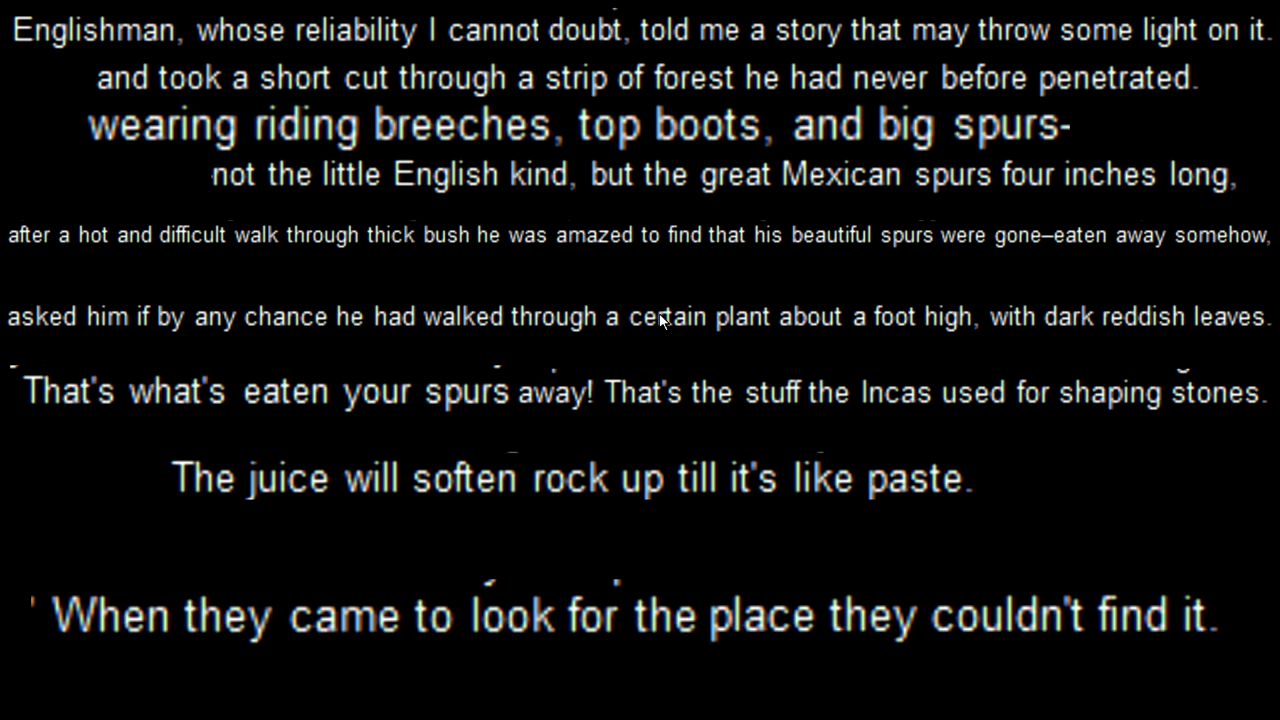 Englishman, whose reliability I cannot doubt, told me a story that may throw some light on it.
and took a short cut through a strip of forest he had never before penetrated.
wearing riding breeches, top boots, and big spurs-
not the little English kind, but the great Mexican spurs four inches long,
after a hot and difficult walk through thick bush he was amazed to find that his beautiful spurs were gone–eaten away somehow,
asked him if by any chance he had walked through a certain plant about a foot high, with dark reddish leaves.
That's what's eaten your spurs away! That's the stuff the Incas used for shaping stones.
The juice will soften rock up till it's like paste.
' When they came to look for the place they couldn't find it.